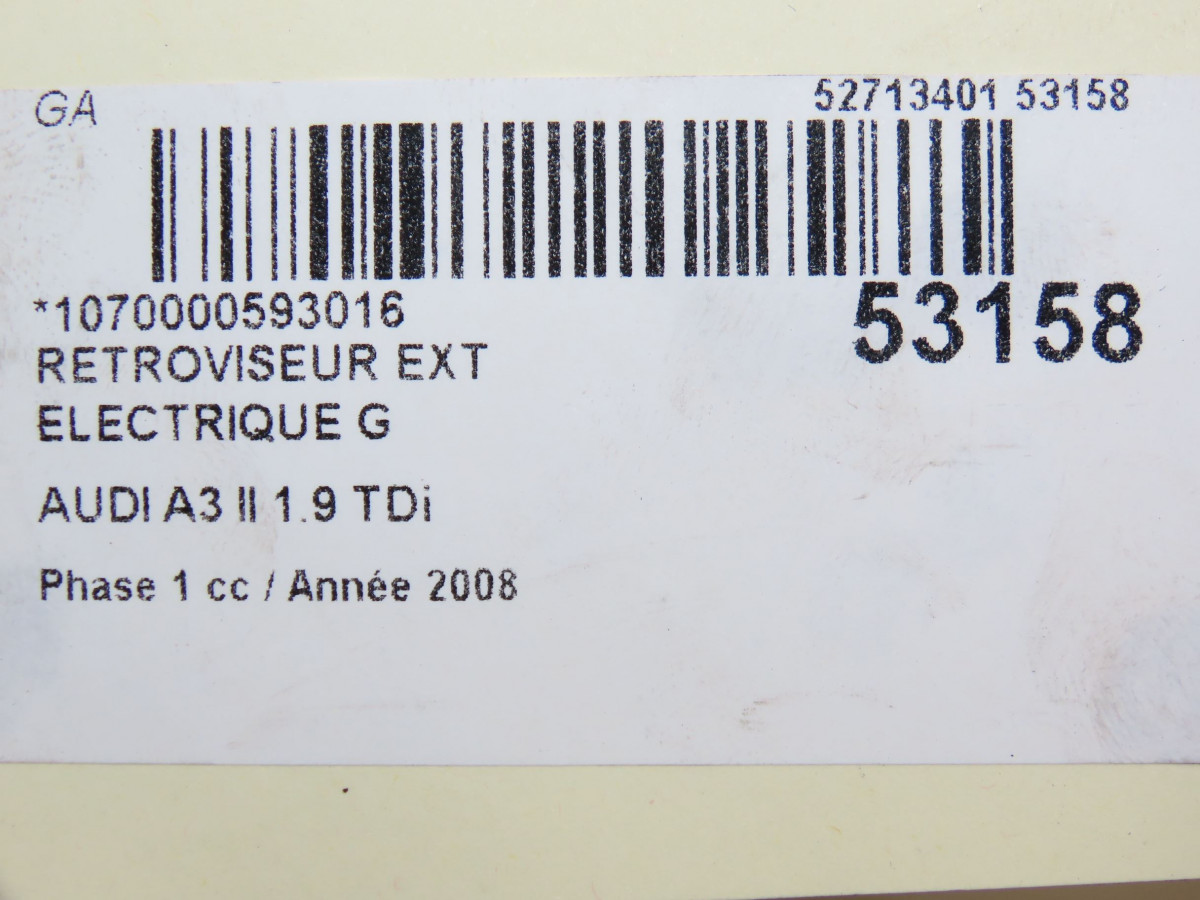 GA
52713401 53158
*1070000593016
53158
RETROVISEUR EXT
ELECTRIQUE G
AUDI A3 II 1.9 TDi
Phase 1 cc / Année 2008